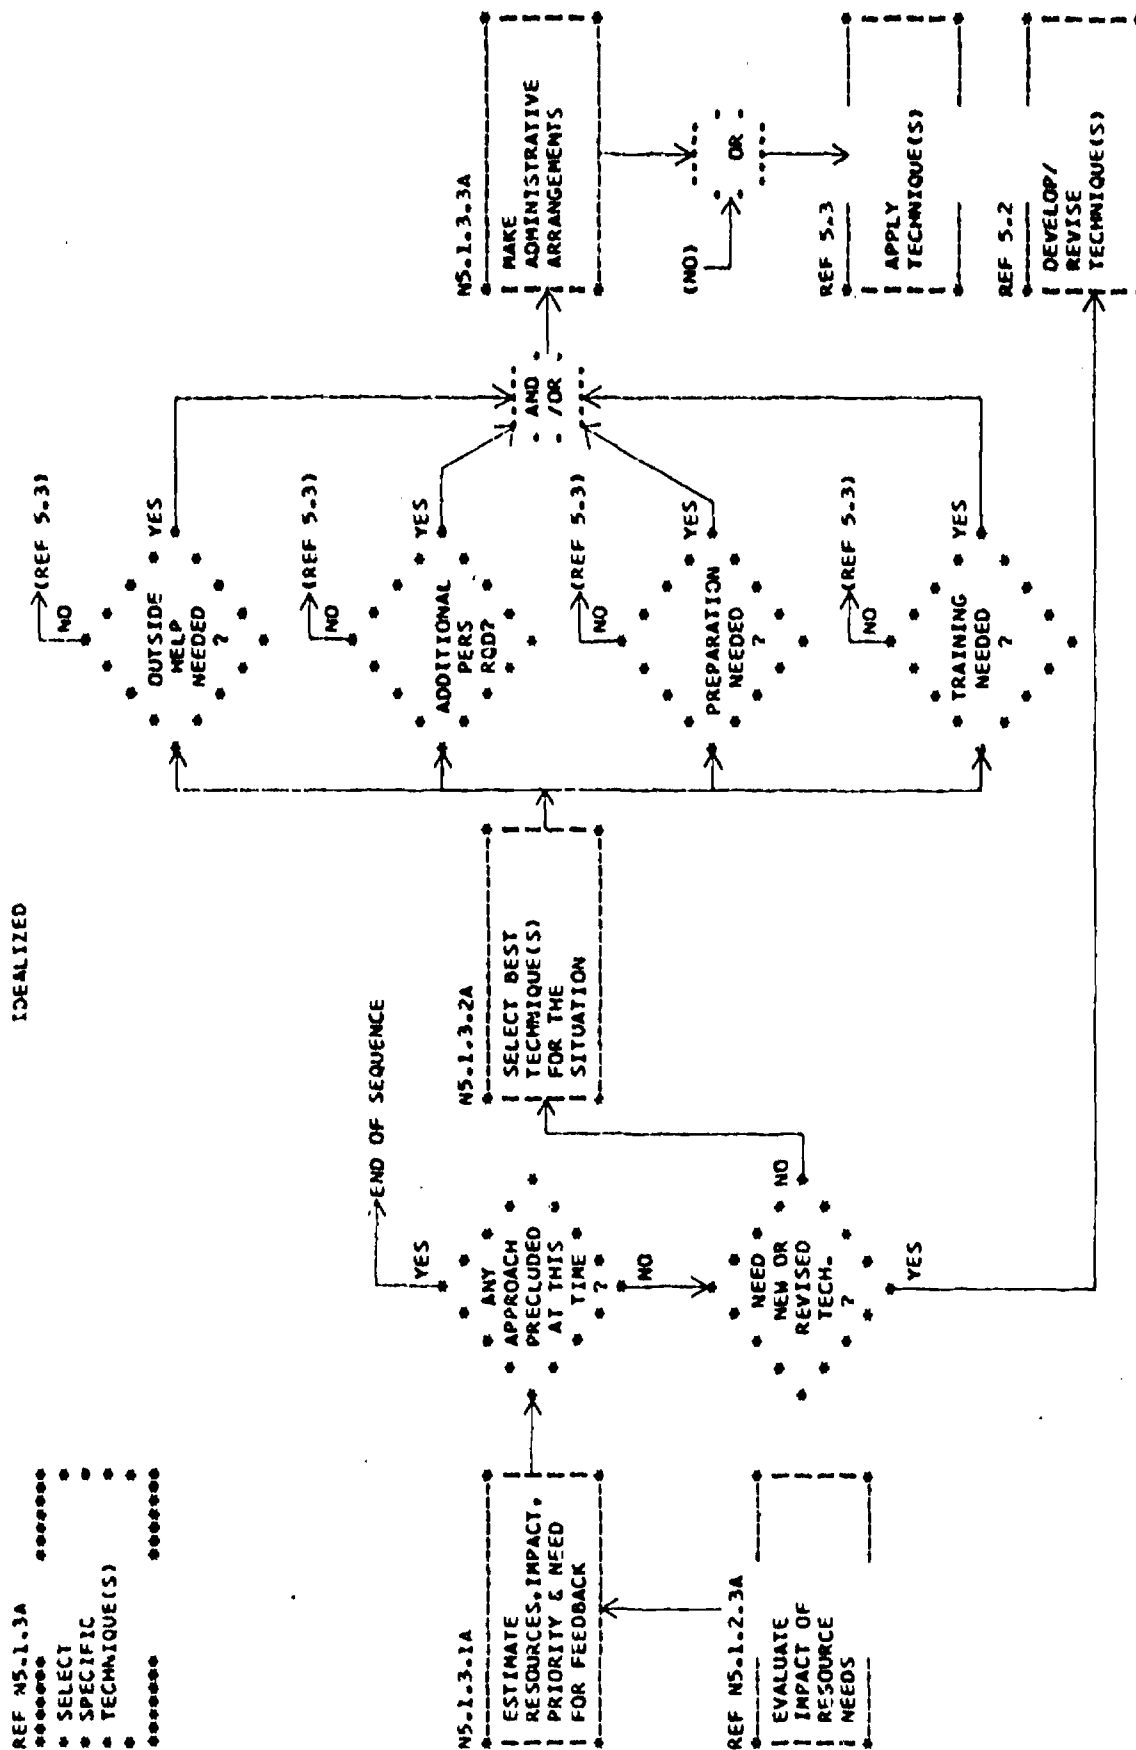 IDEALIZED
REF N5.1.3A
SELECT
SPECIFIC
TECHNIQUE(S)
N5.1.3.1A
ESTIMATE
RESOURCES,IMPACT,
PRIORITY & NEED
FOR FEEDBACK
REF N5.1.2.3A
EVALUATE
IMPACT OF
RESOURCE
NEEDS
END OF SEQUENCE
YES
ANY
APPROACH
PRECLUDED
AT THIS
TIME
?
NO
NEED
NEW OR
REVISED
TECH.
?
NO
YES
N5.1.3.2A
SELECT BEST
TECHNIQUE(S)
FOR THE
SITUATION
(REF 5.3)
NO
OUTSIDE
HELP
NEEDED
?
YES
(REF 5.3)
NO
ADDITIONAL
PERS
RQD?
YES
(REF 5.3)
NO
PREPARATION
NEEDED
?
YES
(REF 5.3)
NO
TRAINING
NEEDED
?
YES
AND
/OR
N5.1.3.3A
MAKE
ADMINISTRATIVE
ARRANGEMENTS
(NO)
OR
REF 5.3
APPLY
TECHNIQUE(S)
REF 5.2
DEVELOP/
REVISE
TECHNIQUE(S)